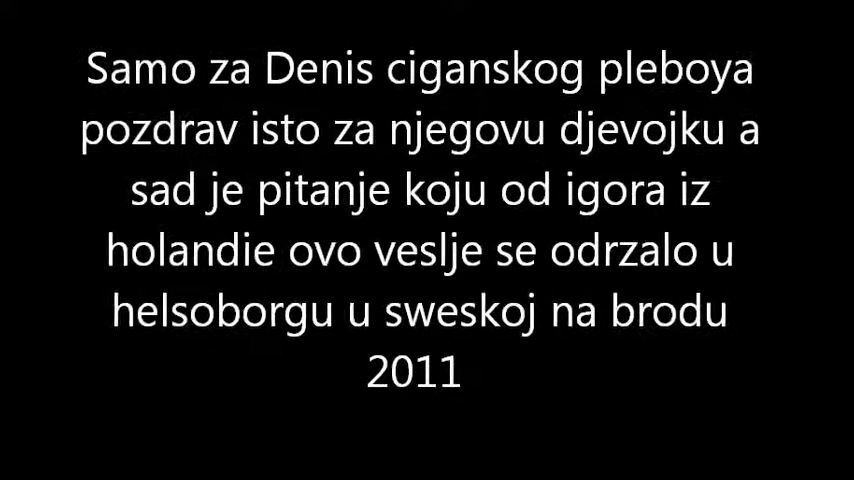 Samo za Denis ciganskog pleboya
pozdrav isto za njegovu djevojku a
sad je pitanje koju od igora iz
holandie ovo veslje se odrzalo u
helsoborgu u sweskoj na brodu
2011